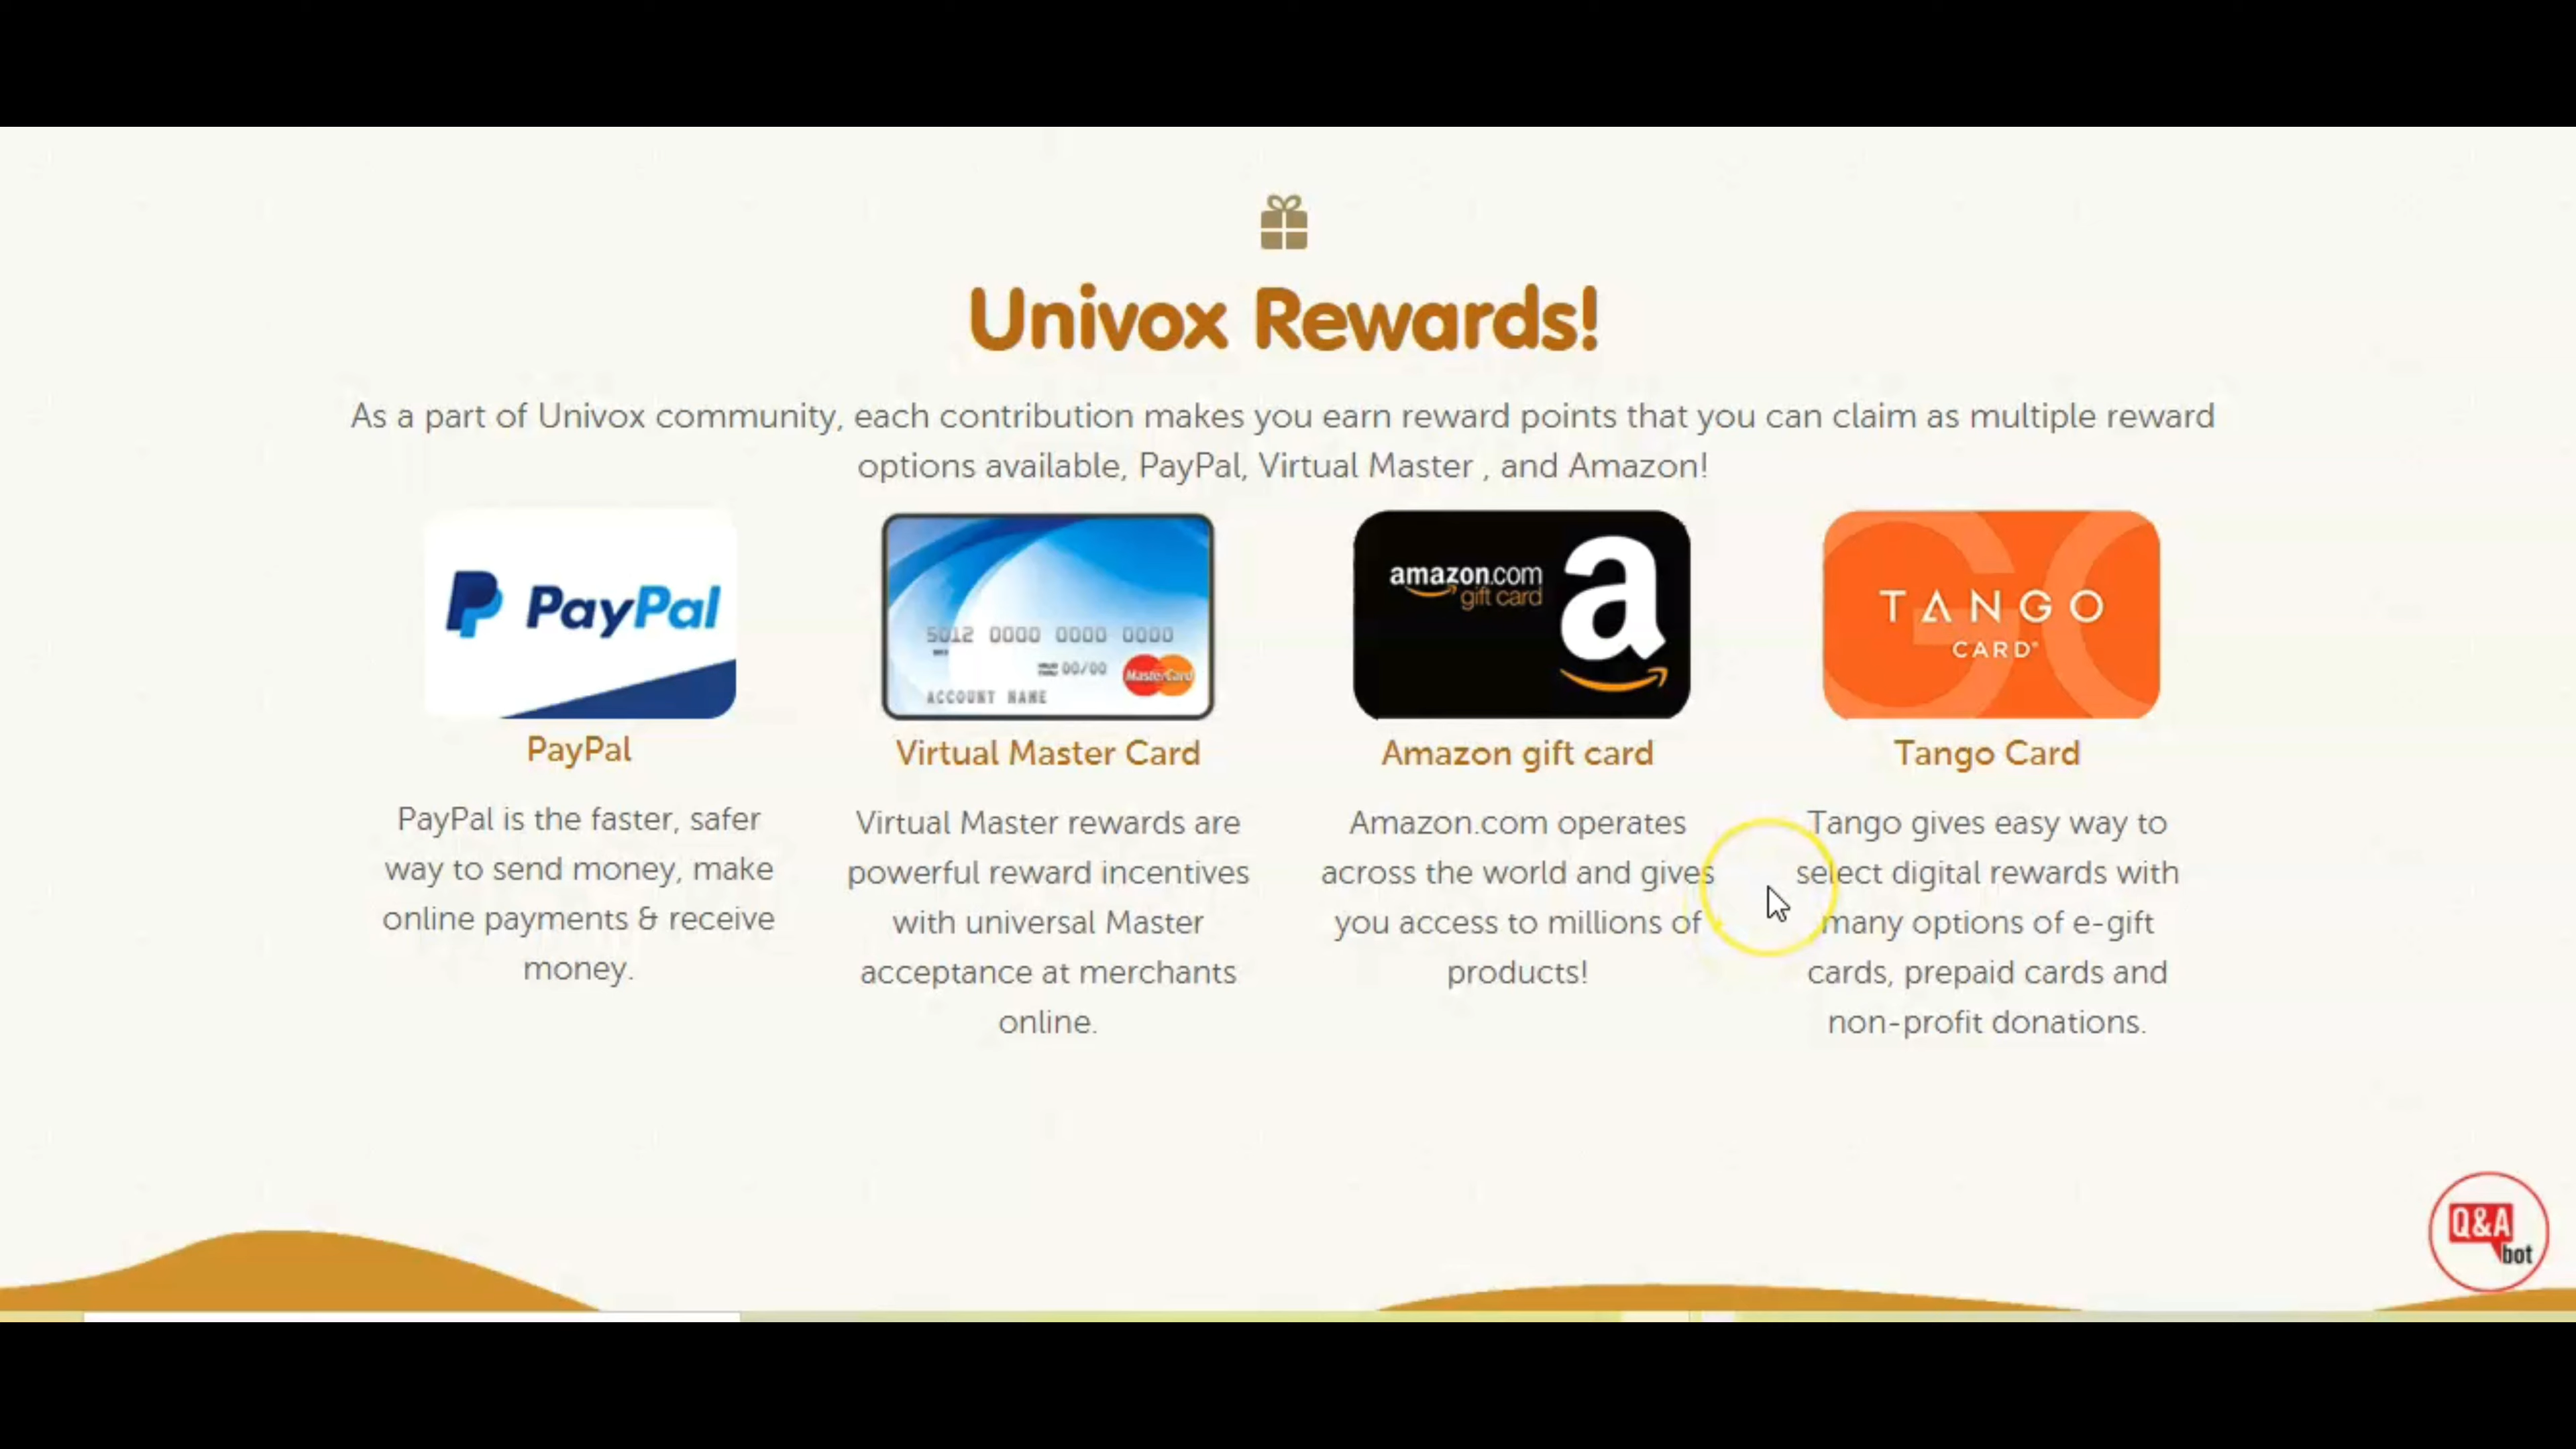 Univox Rewards!
As a part of Univox community, each contribution makes you earn reward points that you can claim as multiple reward
options available, PayPal, Virtual Master , and Amazon!
PayPal
PayPal
PayPal is the faster, safer
way to send money, make
online payments & receive
money.
5012 0000 0000 0000
00/00
MasterCard
ACCOUNT NAME
Virtual Master Card
Virtual Master rewards are
powerful reward incentives
with universal Master
acceptance at merchants
online.
amazon.com
gift card
a
Amazon gift card
Amazon.com operates
across the world and gives
you access to millions of
products!
TANGO
CARD®
Tango Card
Tango gives easy way to
select digital rewards with
many options of e-gift
cards, prepaid cards and
non-profit donations.
Q&A
bot